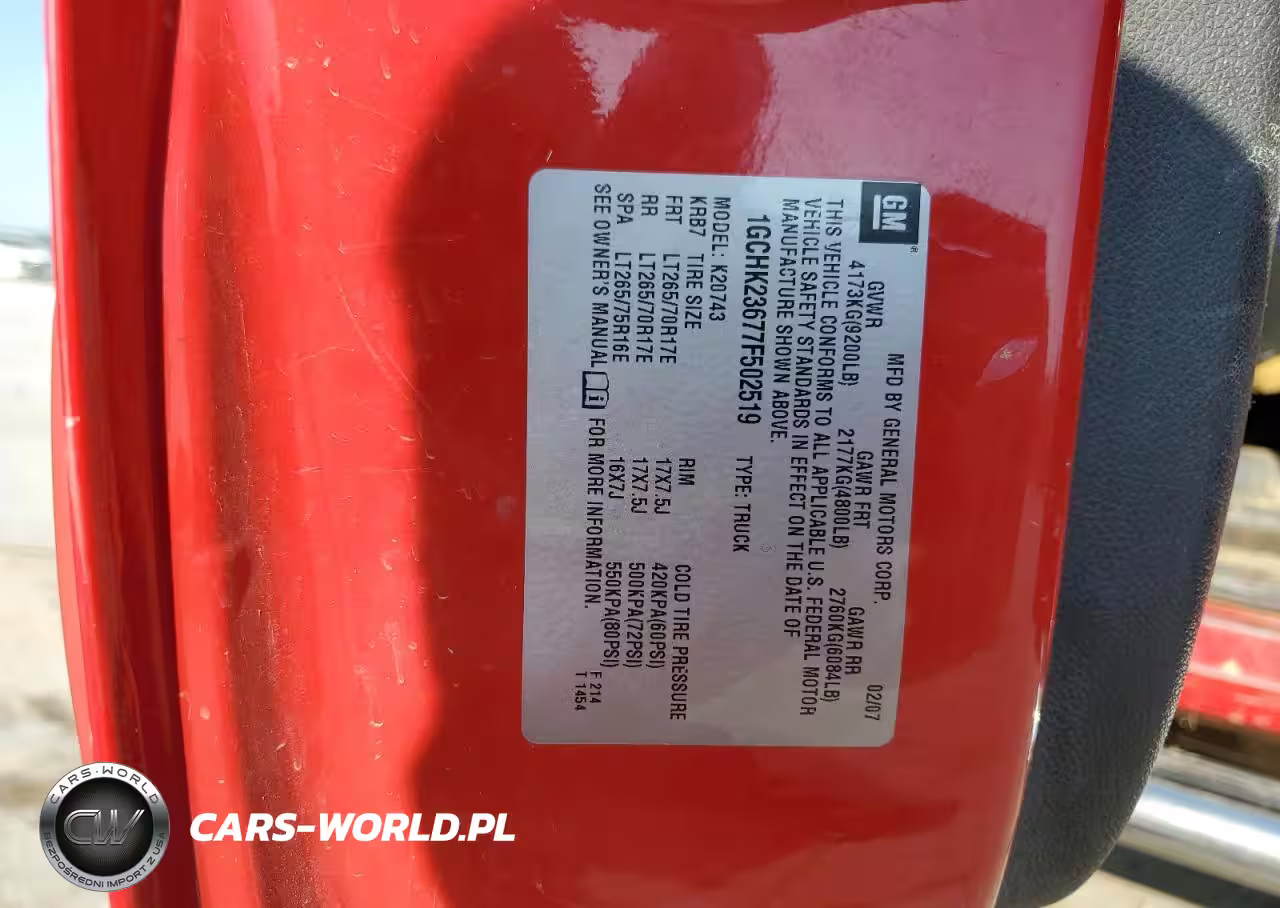 GM®
MFD BY GENERAL MOTORS CORP. 02/07
GVWR GAWR FRT GAWR RR
4173KG(9200LB) 2177KG(4800LB) 2760KG(6084LB)
THIS VEHICLE CONFORMS TO ALL APPLICABLE U.S. FEDERAL MOTOR
VEHICLE SAFETY STANDARDS IN EFFECT ON THE DATE OF
MANUFACTURE SHOWN ABOVE.
1GCHK23677F502519 TYPE: TRUCK
MODEL: K20743
KRB7 TIRE SIZE RIM COLD TIRE PRESSURE
FRT LT265/70R17E 17X7.5J 420KPA(60PSI)
RR LT265/70R17E 17X7.5J 500KPA(72PSI)
SPA LT265/75R16E 16X7J 550KPA(80PSI)
SEE OWNER'S MANUAL i FOR MORE INFORMATION.
F 214
T 1454
CARS-WORLD
CW
BEZPOŚREDNI IMPORT Z USA
CARS-WORLD.PL